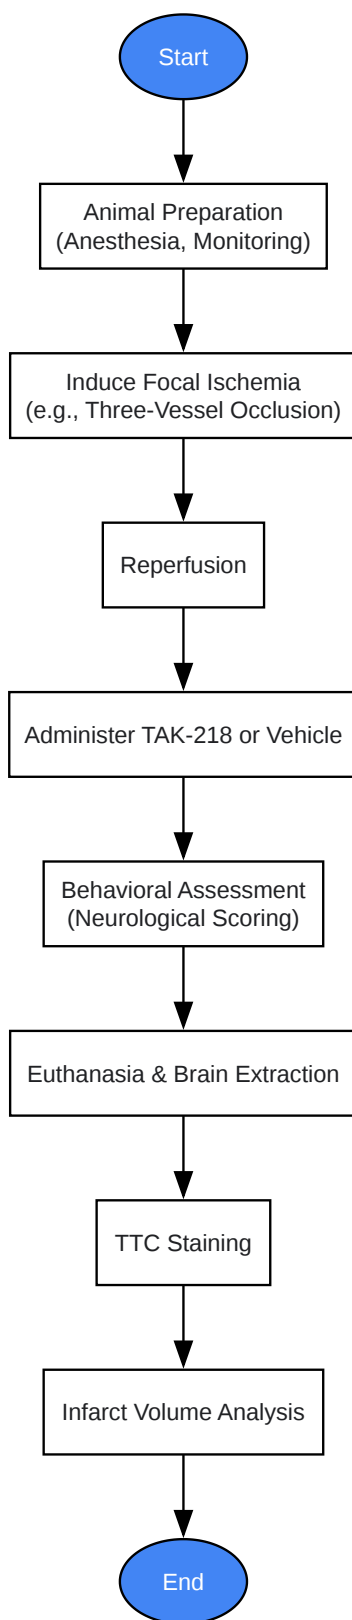 Start
Animal Preparation
(Anesthesia, Monitoring)
Induce Focal Ischemia
(e.g., Three-Vessel Occlusion)
Reperfusion
Administer TAK-218 or Vehicle
Behavioral Assessment
(Neurological Scoring)
Euthanasia & Brain Extraction
TTC Staining
Infarct Volume Analysis
End